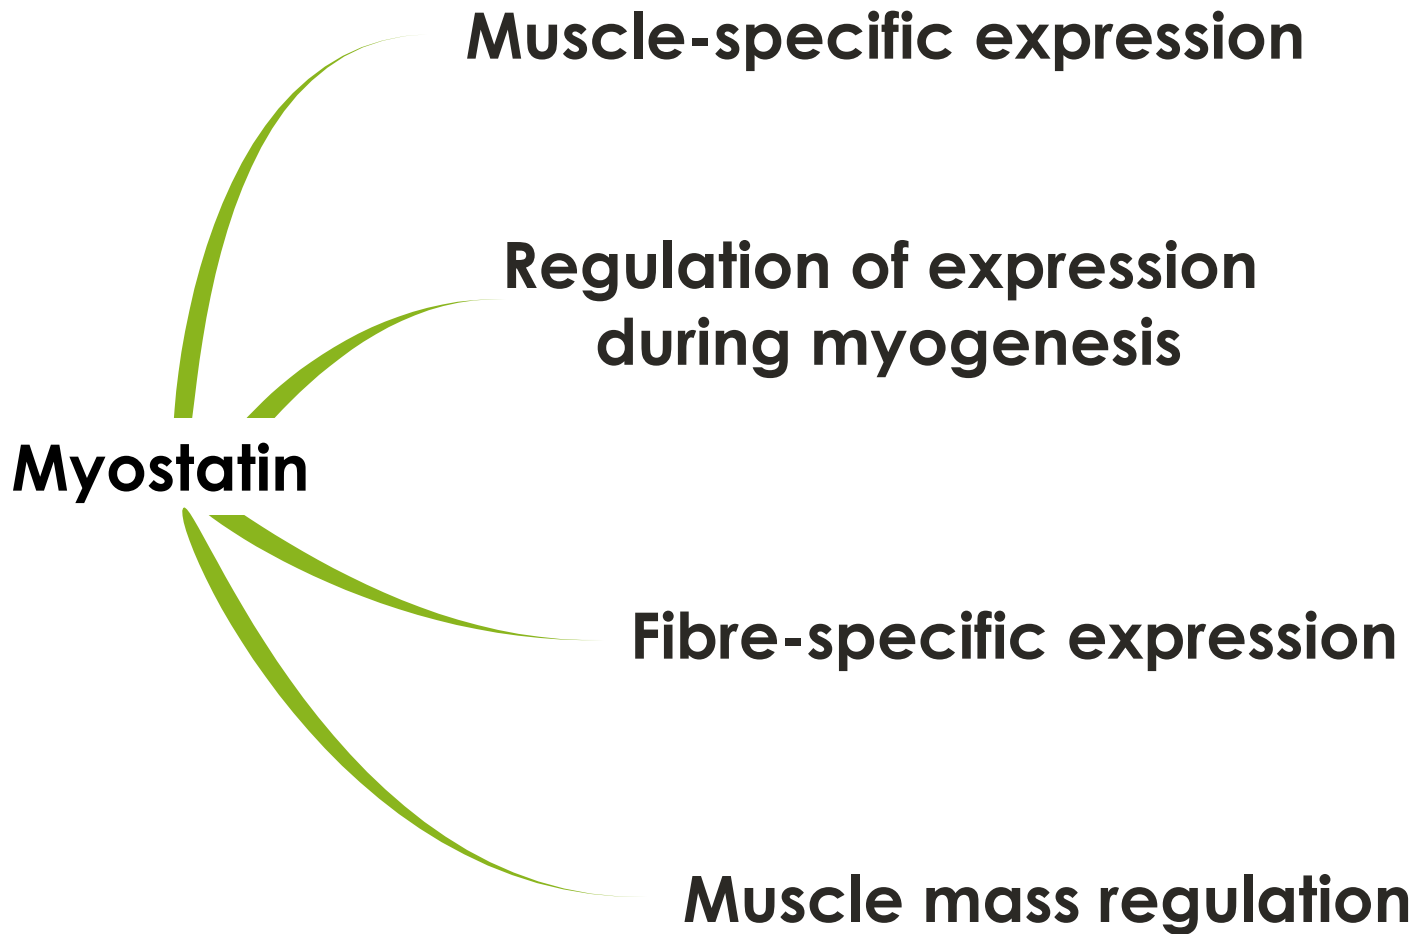 Muscle-specific expression
Regulation of expression
during myogenesis
Myostatin
Fibre-specific expression
Muscle mass regulation